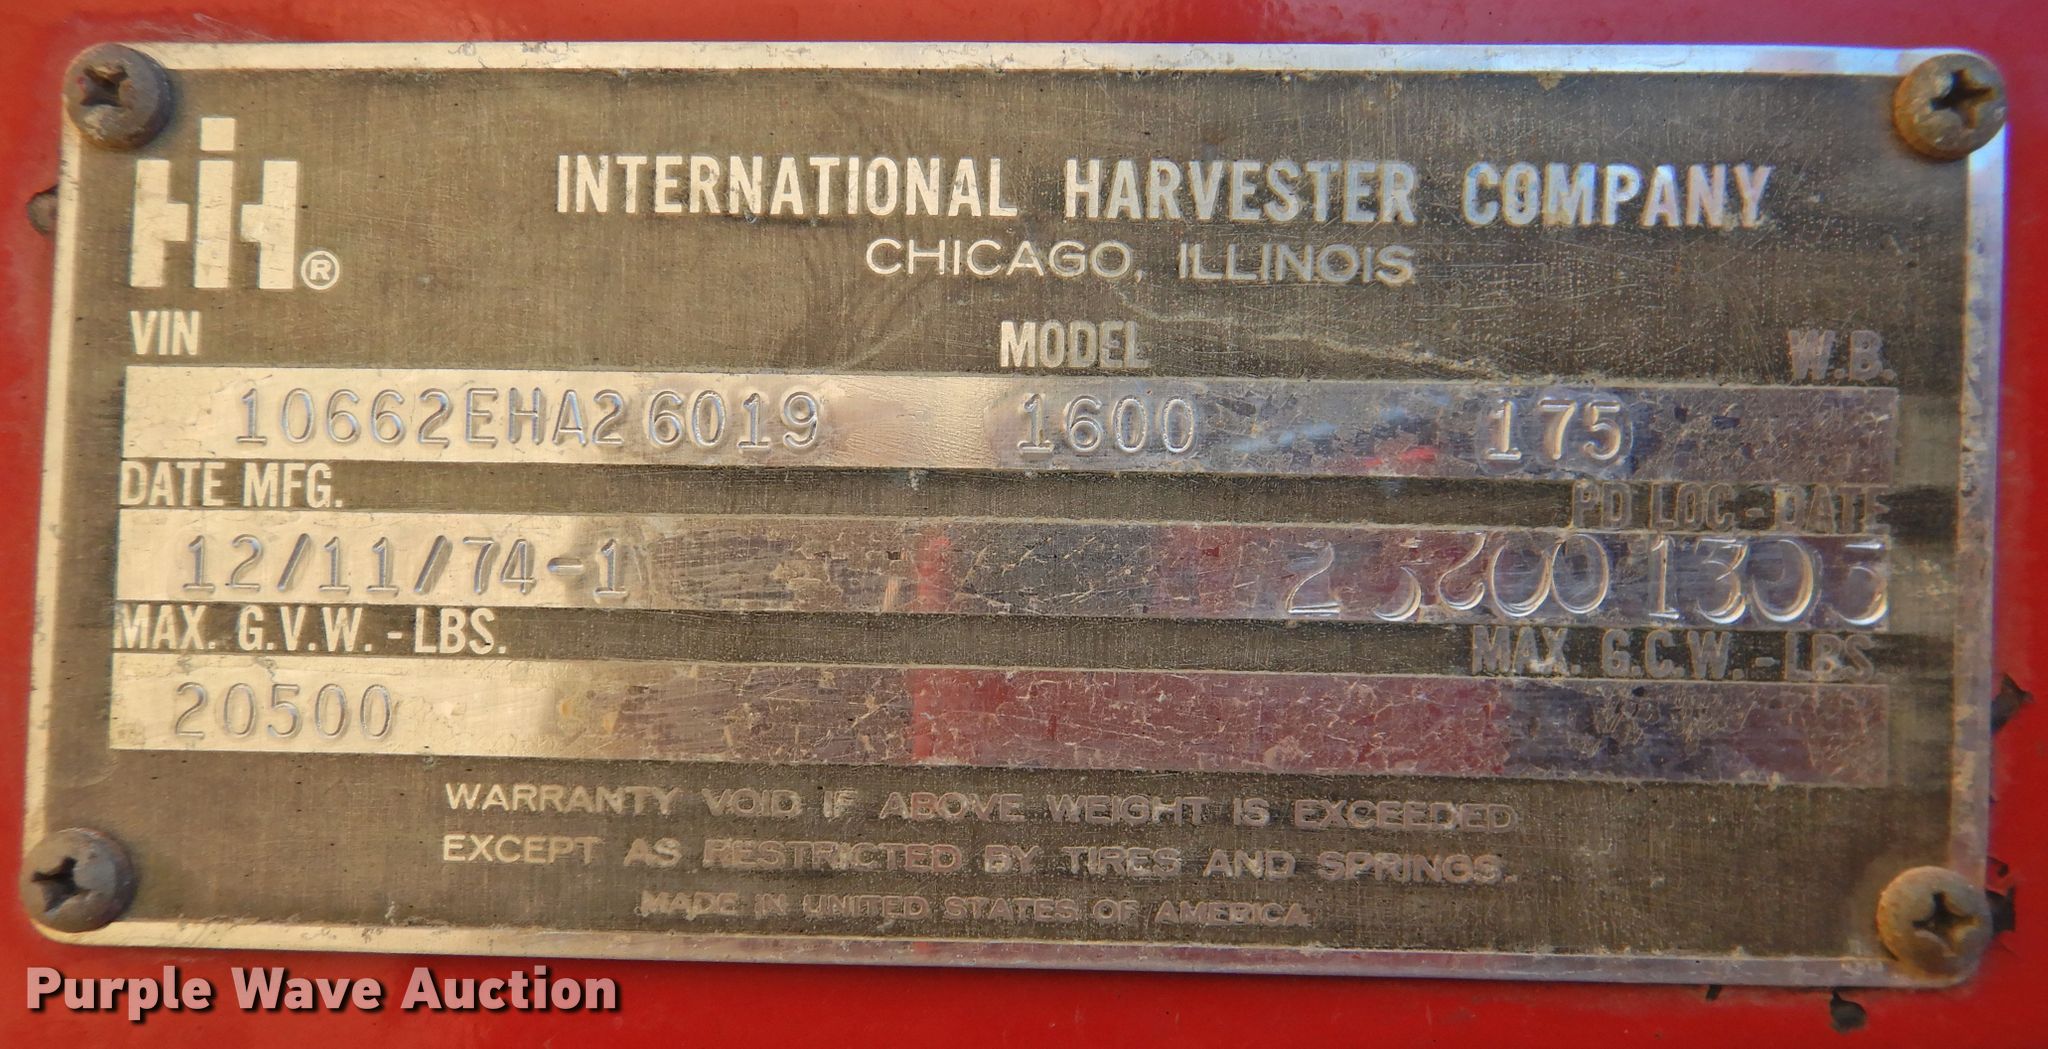 IH®
INTERNATIONAL HARVESTER COMPANY
CHICAGO, ILLINOIS
VIN MODEL W.B.
10662EHA26019 1600 175
DATE MFG. PD LOC - DATE
12/11/74-1
MAX. G.V.W. - LBS. MAX. G.C.W. - LBS
20500
WARRANTY VOID IF ABOVE WEIGHT IS EXCEEDED
EXCEPT AS RESTRICTED BY TIRES AND SPRINGS.
MADE IN UNITED STATES OF AMERICA
Purple Wave Auction